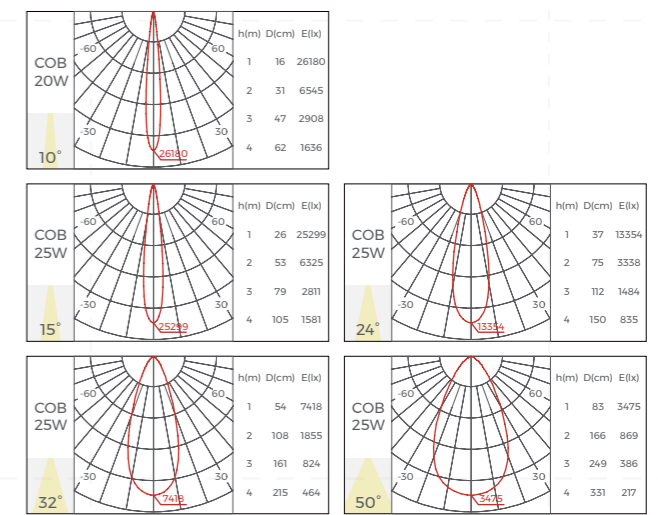 COB
20W
10°
-60 60
-30 30
26180
h(m) D(cm) E(lx)
1 16 26180
2 31 6545
3 47 2908
4 62 1636
COB
25W
15°
-60 60
-30 30
25299
h(m) D(cm) E(lx)
1 26 25299
2 53 6325
3 79 2811
4 105 1581
COB
25W
24°
-60 60
-30 30
13354
h(m) D(cm) E(lx)
1 37 13354
2 75 3338
3 112 1484
4 150 835
COB
25W
32°
-60 60
-30 30
7418
h(m) D(cm) E(lx)
1 54 7418
2 108 1855
3 161 824
4 215 464
COB
25W
50°
-60 60
-30 30
3475
h(m) D(cm) E(lx)
1 83 3475
2 166 869
3 249 386
4 331 217